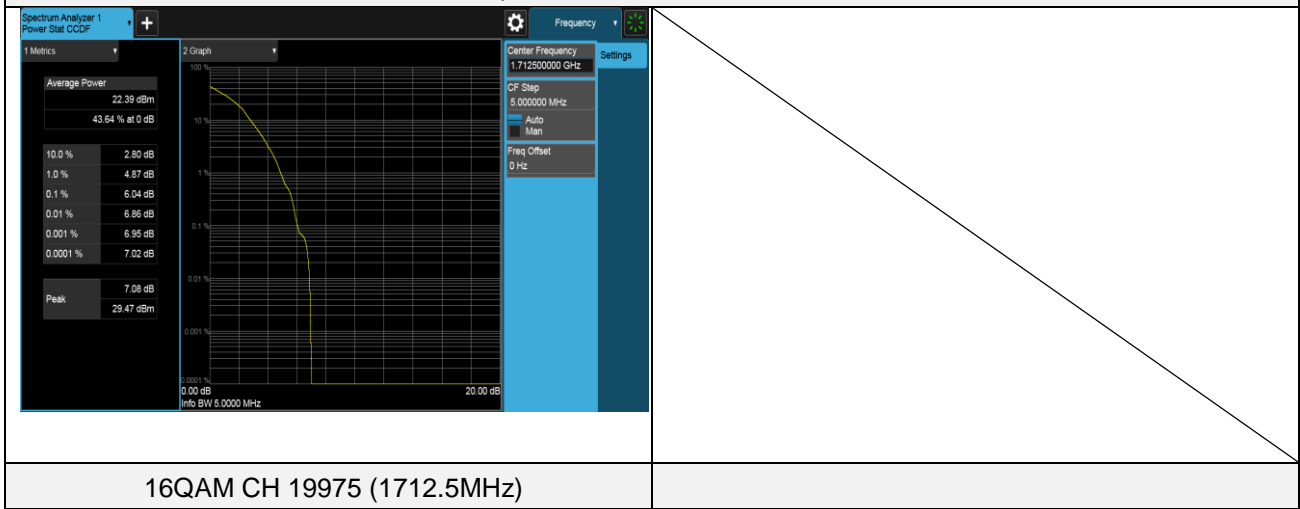 Spectrum Analyzer 1
Power Stat CCDF
+
Frequency
1 Metrics
2 Graph
Center Frequency
1.712500000 GHz
Settings
CF Step
5.000000 MHz
Auto
Man
Freq Offset
0 Hz
Average Power
22.39 dBm
43.64 % at 0 dB
10.0 % 2.80 dB
1.0 % 4.87 dB
0.1 % 6.04 dB
0.01 % 6.86 dB
0.001 % 6.95 dB
0.0001 % 7.02 dB
Peak 7.08 dB
29.47 dBm
100 %
10 %
1 %
0.1 %
0.01 %
0.001 %
0.0001 %
0.00 dB 20.00 dB
Info BW 5.0000 MHz
16QAM CH 19975 (1712.5MHz)